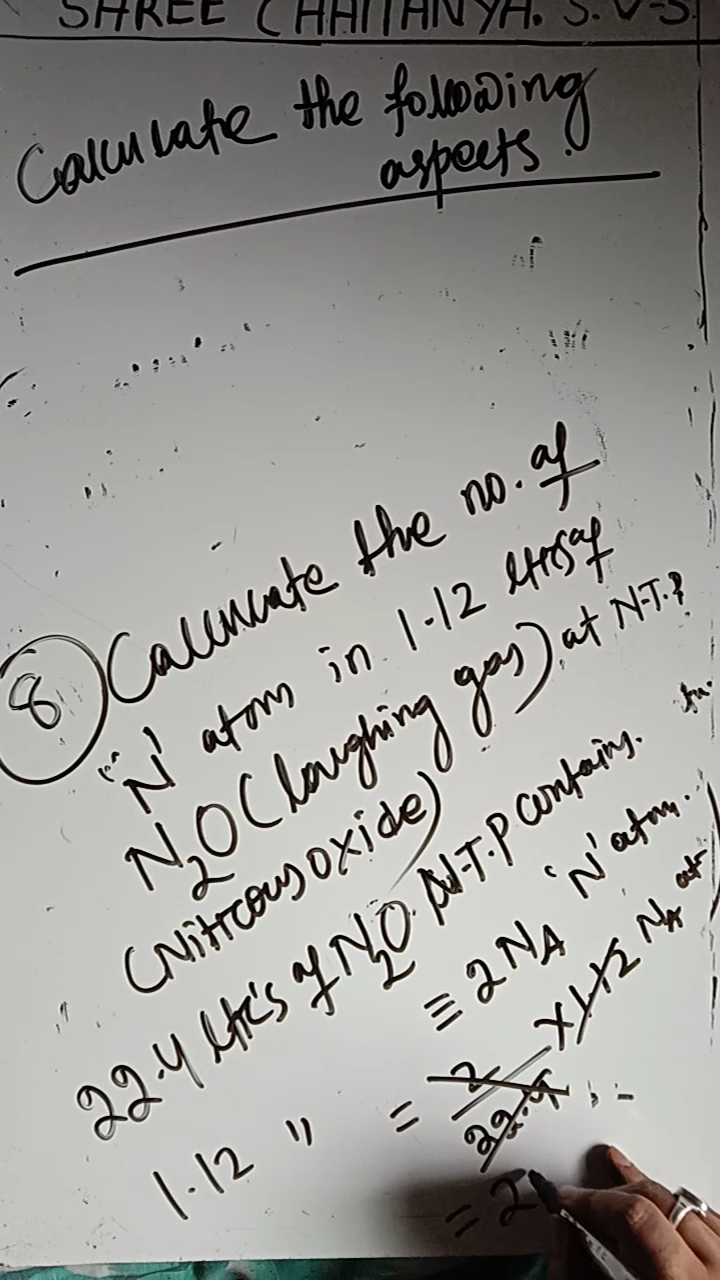 SHREE CHAITANYA. S. V-S
Calculate the following
aspects.
8 Calculate the no. of
'N' atom in 1.12 ltrs of
N2O (laughing gas) at N.T.P
(Nitrous oxide)
22.4 ltr's of N2O N.T.P contains.
= 2NA 'N' atom.
1.12 " = 2/22.4 X 1.12 NA at
= 2